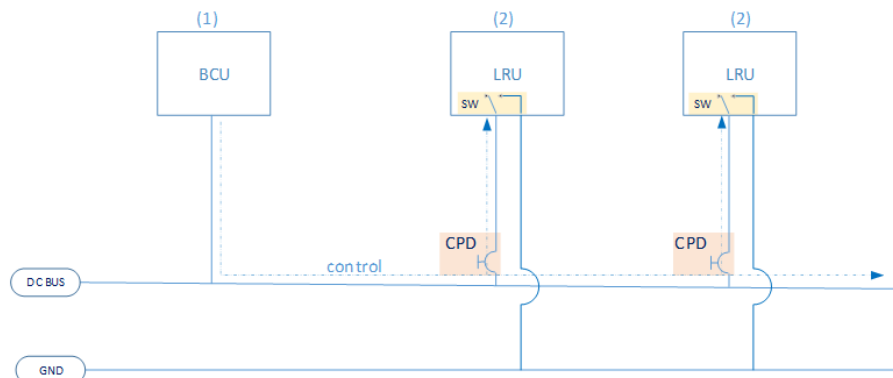 (1)
(2)
(2)
BCU
LRU
LRU
sw
sw
CPD
CPD
control
DC BUS
GND